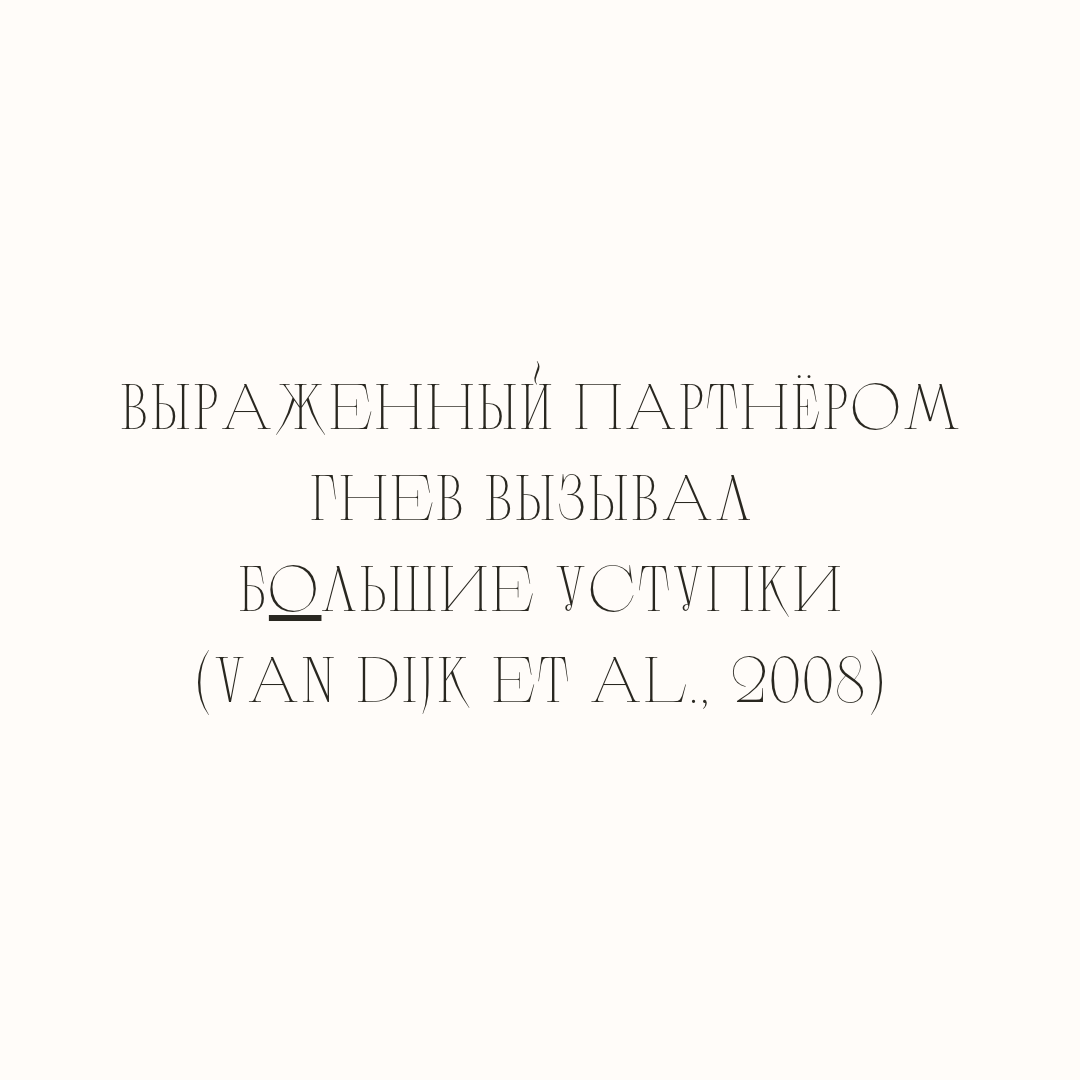 ВЫРАЖЕННЫЙ ПАРТНЁРОМ
ГНЕВ ВЫЗЫВАЛ
БОЛЬШИЕ УСТУПКИ
(VAN DIJK ET AL., 2008)